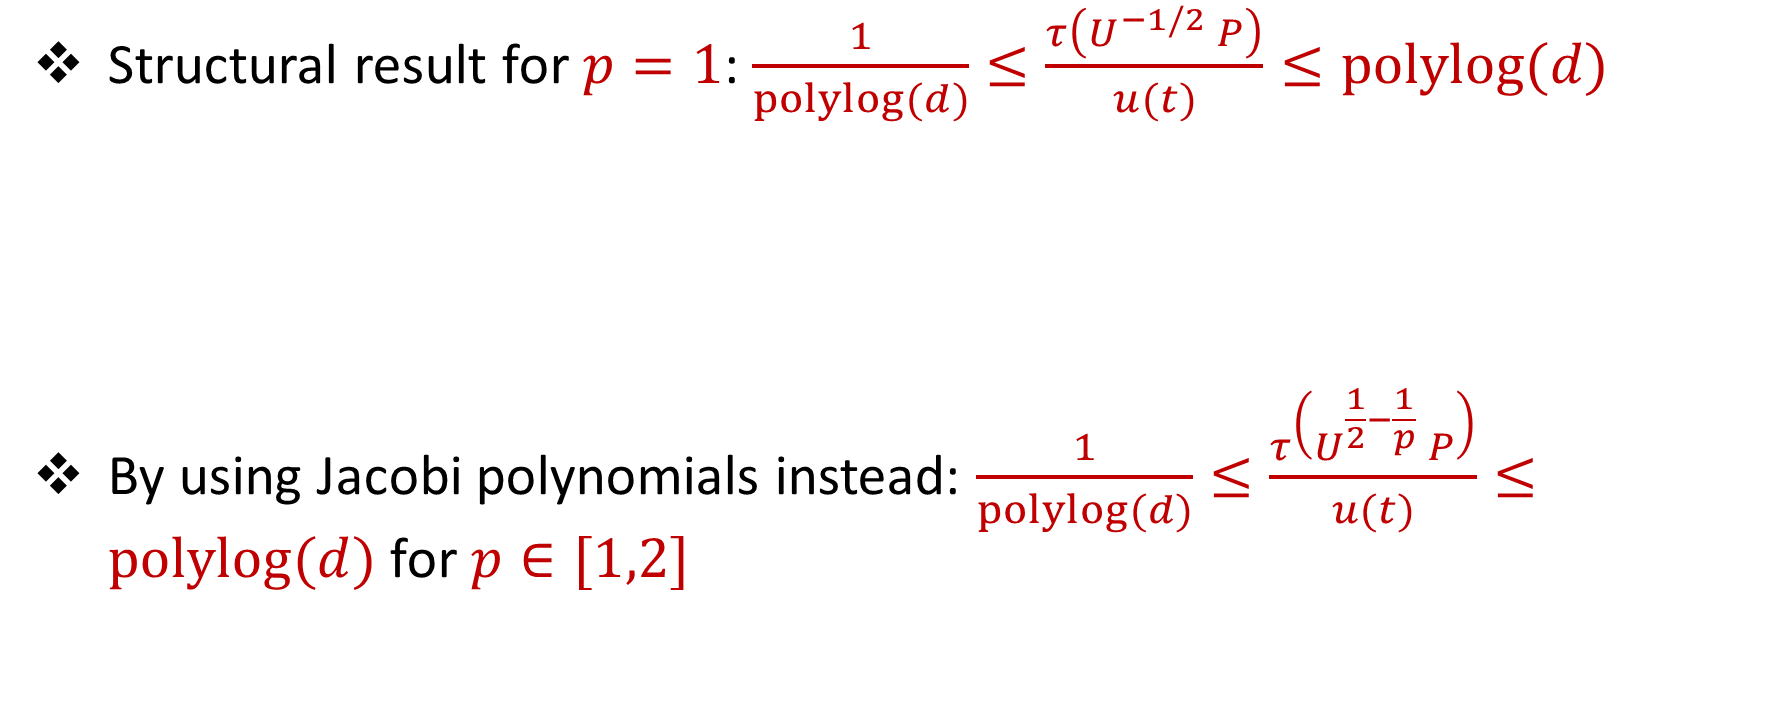 ❖ Structural result for p = 1: 1/polylog(d) ≤ τ(U^{−1/2} P)/u(t) ≤ polylog(d)
❖ By using Jacobi polynomials instead: 1/polylog(d) ≤ τ(U^{1/2−1/p} P)/u(t) ≤
polylog(d) for p ∈ [1,2]